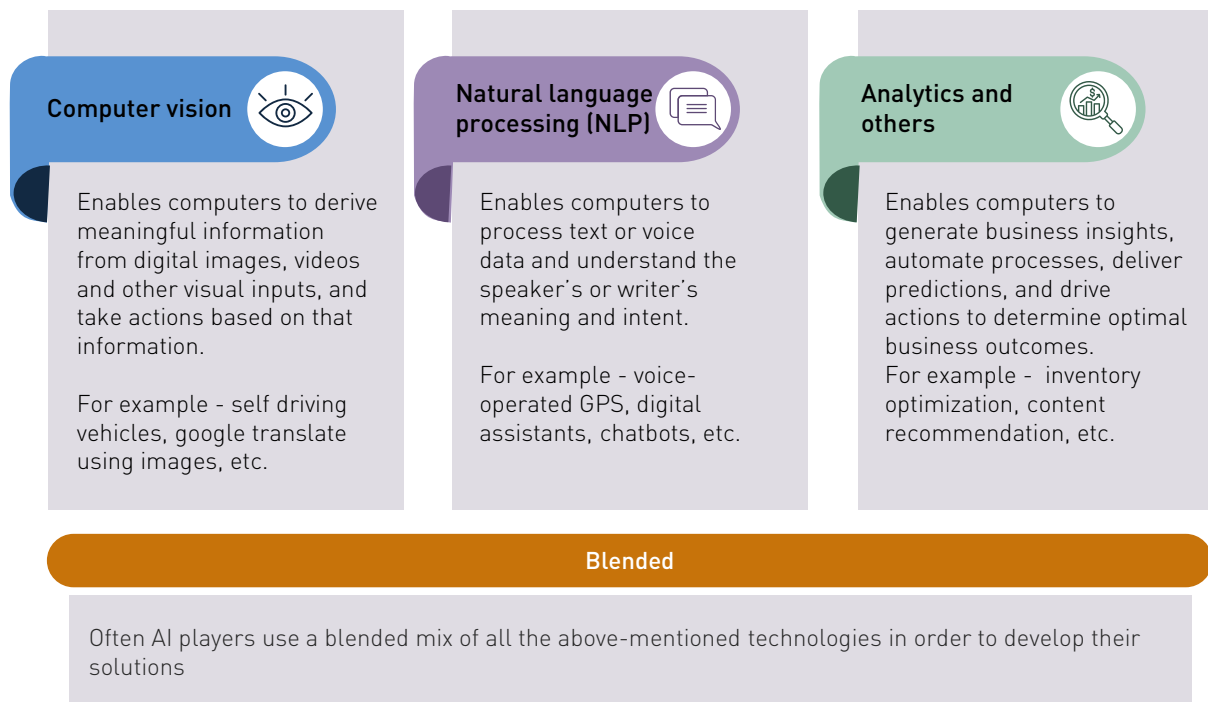 Computer vision
Enables computers to derive
meaningful information
from digital images, videos
and other visual inputs, and
take actions based on that
information.
For example - self driving
vehicles, google translate
using images, etc.
Natural language
processing (NLP)
Enables computers to
process text or voice
data and understand the
speaker’s or writer’s
meaning and intent.
For example - voice-
operated GPS, digital
assistants, chatbots, etc.
Analytics and
others
Enables computers to
generate business insights,
automate processes, deliver
predictions, and drive
actions to determine optimal
business outcomes.
For example -  inventory
optimization, content
recommendation, etc.
Blended
Often AI players use a blended mix of all the above-mentioned technologies in order to develop their
solutions